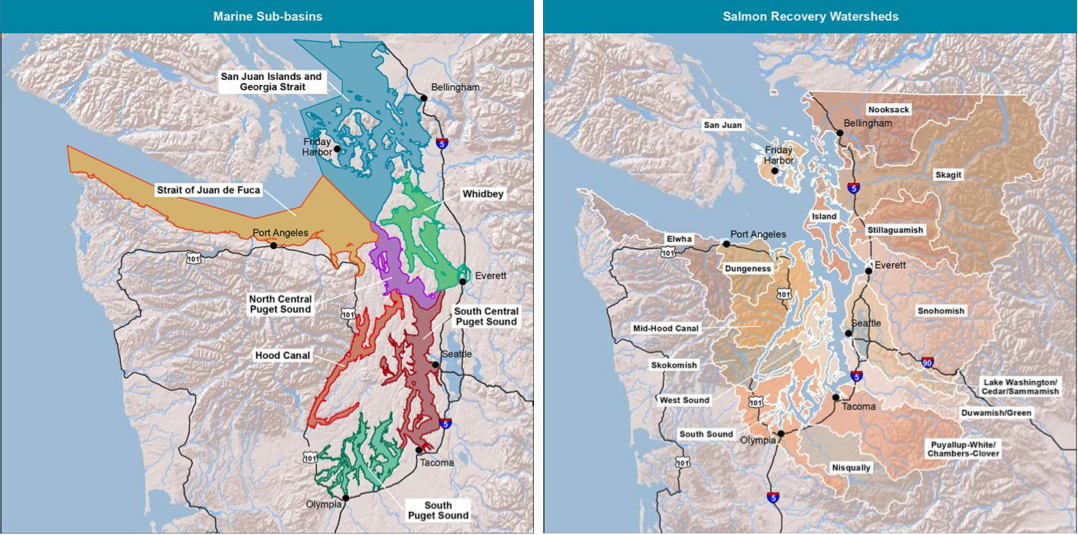 Marine Sub-basins
San Juan Islands and
Georgia Strait
Bellingham
Friday
Harbor
5
Strait of Juan de Fuca
Whidbey
Port Angeles
101
Everett
North Central
Puget Sound
101
South Central
Puget Sound
Hood Canal
Seattle
5
101
Tacoma
Olympia
South
Puget Sound
Salmon Recovery Watersheds
Nooksack
San Juan
Bellingham
Friday
Harbor
Skagit
5
Island
Stillaguamish
Elwha
Port Angeles
101
Dungeness
Everett
101
Snohomish
Mid-Hood Canal
Seattle
Skokomish
90
5
Lake Washington/
Cedar/Sammamish
West Sound
101
Tacoma
Duwamish/Green
South Sound
Olympia
Puyallup-White/
Chambers-Clover
101
Nisqually
5